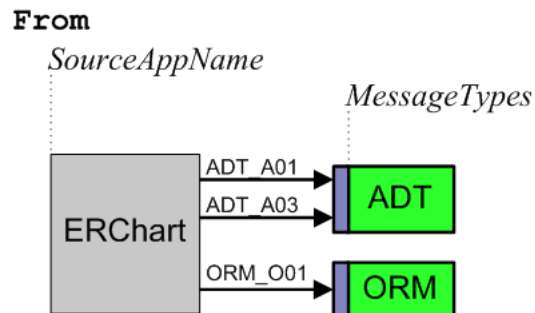 From
SourceAppName
MessageTypes
ADT_A01
ADT
ADT_A03
ERChart
ORM_O01
ORM